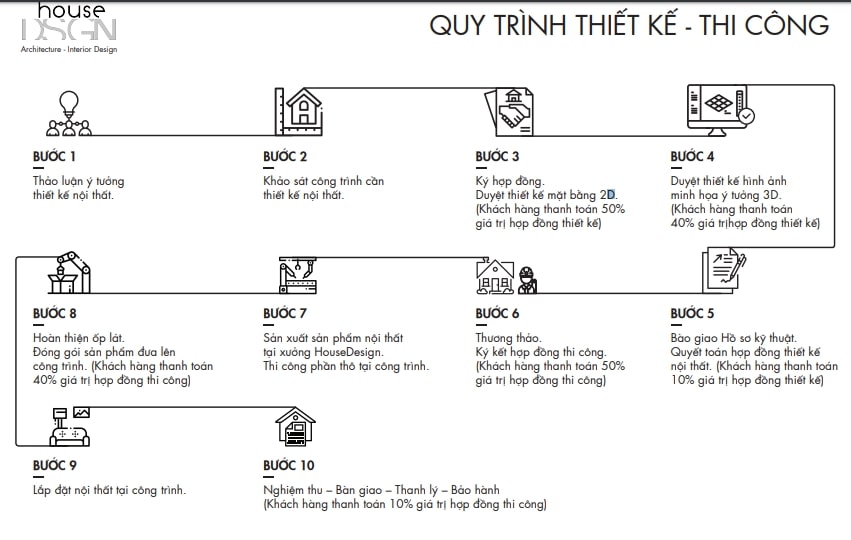 house
DSGN
Architecture - Interior Design
QUY TRÌNH THIẾT KẾ - THI CÔNG
BƯỚC 1
Thảo luận ý tưởng
thiết kế nội thất.
BƯỚC 2
Khảo sát công trình cần
thiết kế nội thất.
BƯỚC 3
Ký hợp đồng.
Duyệt thiết kế mặt bằng 2D.
(Khách hàng thanh toán 50%
giá trị hợp đồng thiết kế)
BƯỚC 4
Duyệt thiết kế hình ảnh
minh họa ý tưởng 3D.
(Khách hàng thanh toán
40% giá trịhợp đồng thiết kế)
BƯỚC 8
Hoàn thiện ốp lát.
Đóng gói sản phẩm đưa lên
công trình. (Khách hàng thanh toán
40% giá trị hợp đồng thi công)
BƯỚC 7
Sản xuất sản phẩm nội thất
tại xưởng HouseDesign.
Thi công phần thô tại công trình.
BƯỚC 6
Thương thảo.
Ký kết hợp đồng thi công.
(Khách hàng thanh toán 50%
giá trị hợp đồng thi công)
BƯỚC 5
Bào giao Hồ sơ kỹ thuật.
Quyết toán hợp đồng thiết kế
nội thất. (Khách hàng thanh toán
10% giá trị hợp đồng thiết kế)
BƯỚC 9
Lắp đặt nội thất tại công trình.
BƯỚC 10
Nghiệm thu – Bàn giao – Thanh lý – Bảo hành
(Khách hàng thanh toán 10% giá trị hợp đồng thi công)